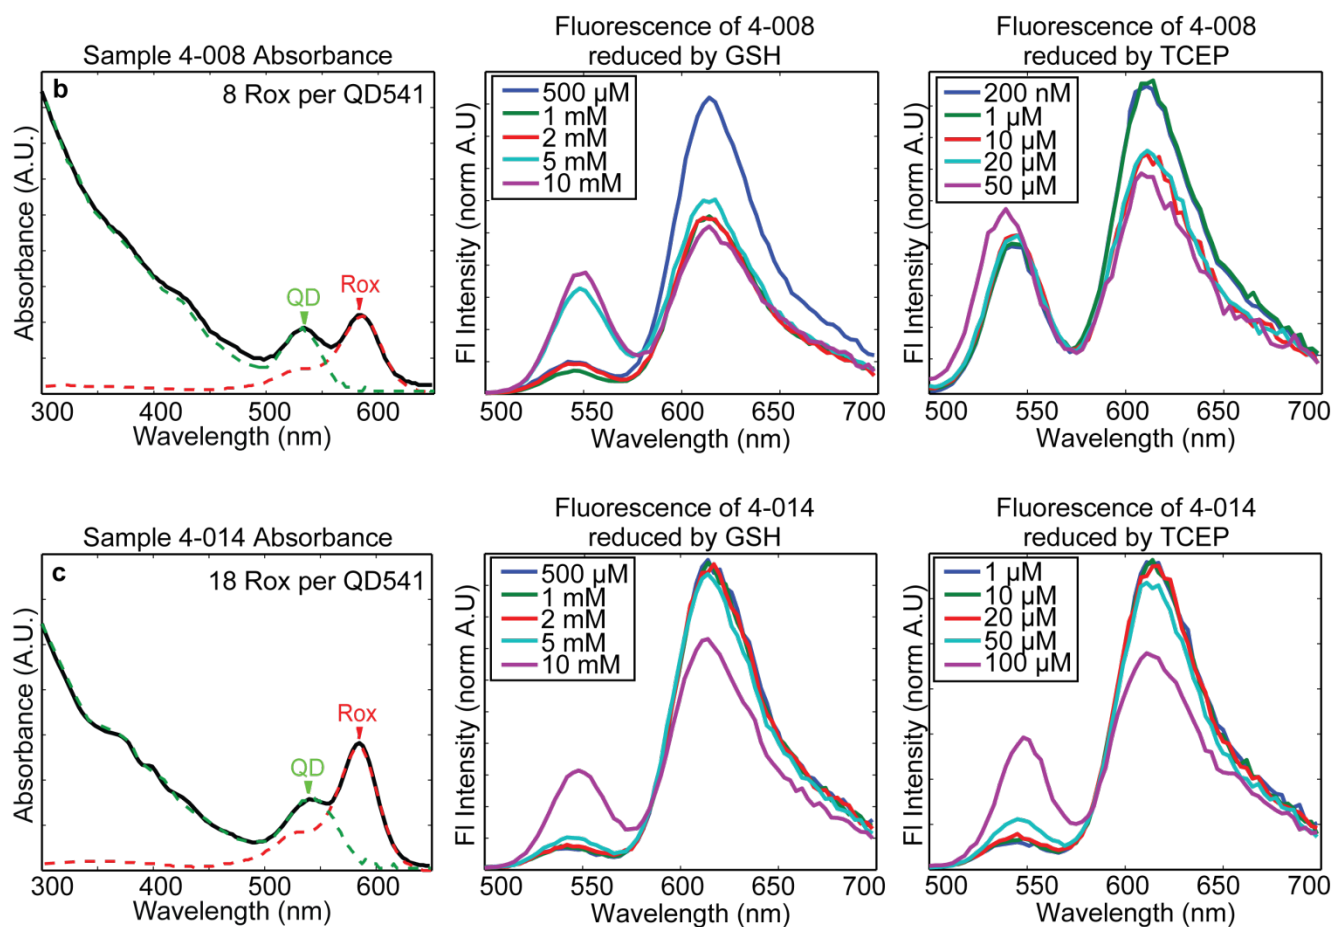 Sample 4-008 Absorbance
b
8 Rox per QD541
QD
Rox
Absorbance (A.U.)
300 400 500 600
Wavelength (nm)
Fluorescence of 4-008
reduced by GSH
500 µM
1 mM
2 mM
5 mM
10 mM
FI Intensity (norm A.U)
500 550 600 650 700
Wavelength (nm)
Fluorescence of 4-008
reduced by TCEP
200 nM
1 µM
10 µM
20 µM
50 µM
FI Intensity (norm A.U)
500 550 600 650 700
Wavelength (nm)
Sample 4-014 Absorbance
c
18 Rox per QD541
QD
Rox
Absorbance (A.U.)
300 400 500 600
Wavelength (nm)
Fluorescence of 4-014
reduced by GSH
500 µM
1 mM
2 mM
5 mM
10 mM
FI Intensity (norm A.U)
500 550 600 650 700
Wavelength (nm)
Fluorescence of 4-014
reduced by TCEP
1 µM
10 µM
20 µM
50 µM
100 µM
FI Intensity (norm A.U)
500 550 600 650 700
Wavelength (nm)